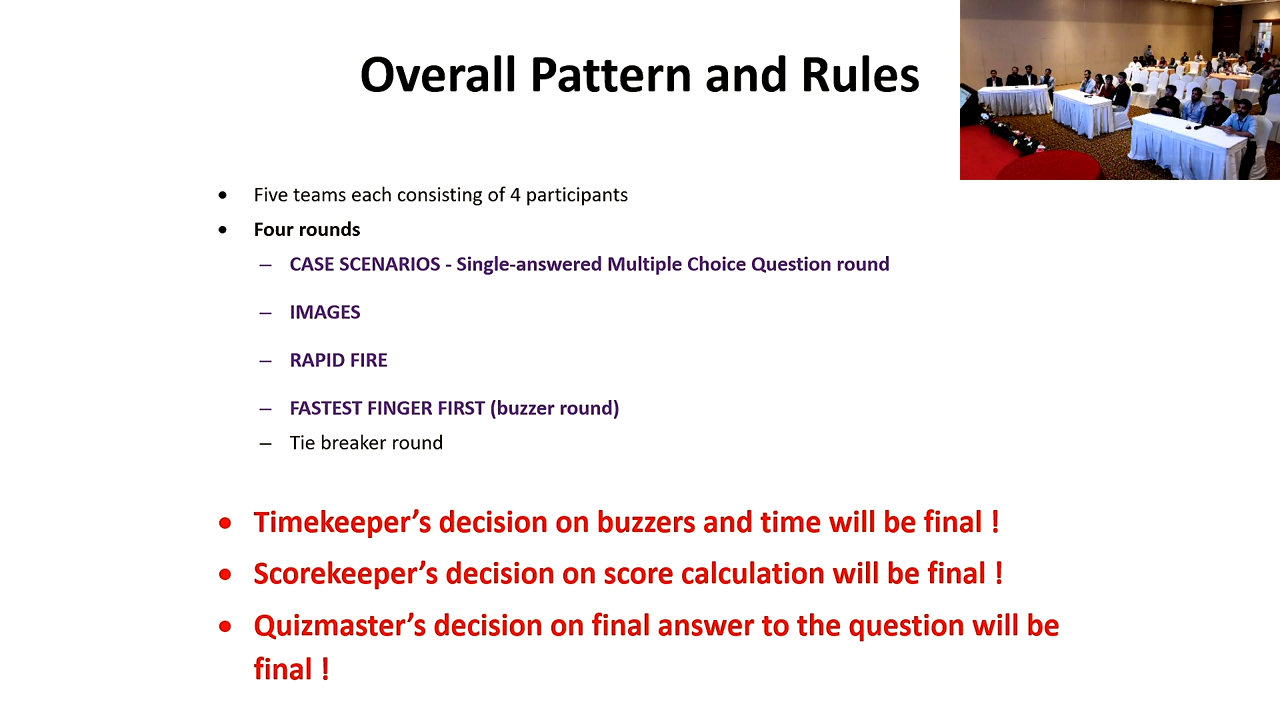 Overall Pattern and Rules
• Five teams each consisting of 4 participants
• Four rounds
– CASE SCENARIOS - Single-answered Multiple Choice Question round
– IMAGES
– RAPID FIRE
– FASTEST FINGER FIRST (buzzer round)
– Tie breaker round
• Timekeeper’s decision on buzzers and time will be final !
• Scorekeeper’s decision on score calculation will be final !
• Quizmaster’s decision on final answer to the question will be
final !